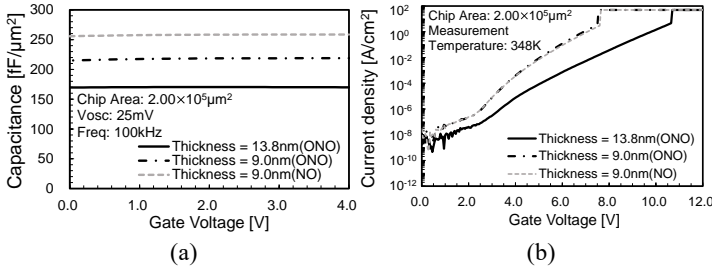 Capacitance [fF/μm²]
300
250
200
150
100
50
0
Chip Area: 2.00×10⁵μm²
Vosc: 25mV
Freq: 100kHz
Thickness = 13.8nm(ONO)
Thickness = 9.0nm(ONO)
Thickness = 9.0nm(NO)
0.0 1.0 2.0 3.0 4.0
Gate Voltage [V]
(a)
Current density [A/cm²]
10²
10⁰
10⁻²
10⁻⁴
10⁻⁶
10⁻⁸
10⁻¹⁰
10⁻¹²
Chip Area: 2.00×10⁵μm²
Measurement
Temperature: 348K
Thickness = 13.8nm(ONO)
Thickness = 9.0nm(ONO)
Thickness = 9.0nm(NO)
0.0 2.0 4.0 6.0 8.0 10.0 12.0
Gate Voltage [V]
(b)